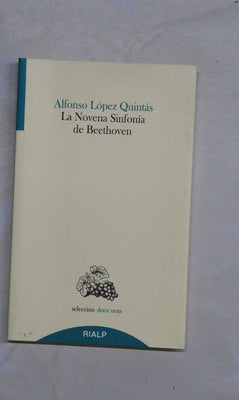 Alfonso López Quintás
La Novena Sinfonía
de Beethoven
selección doce uvas
RIALP